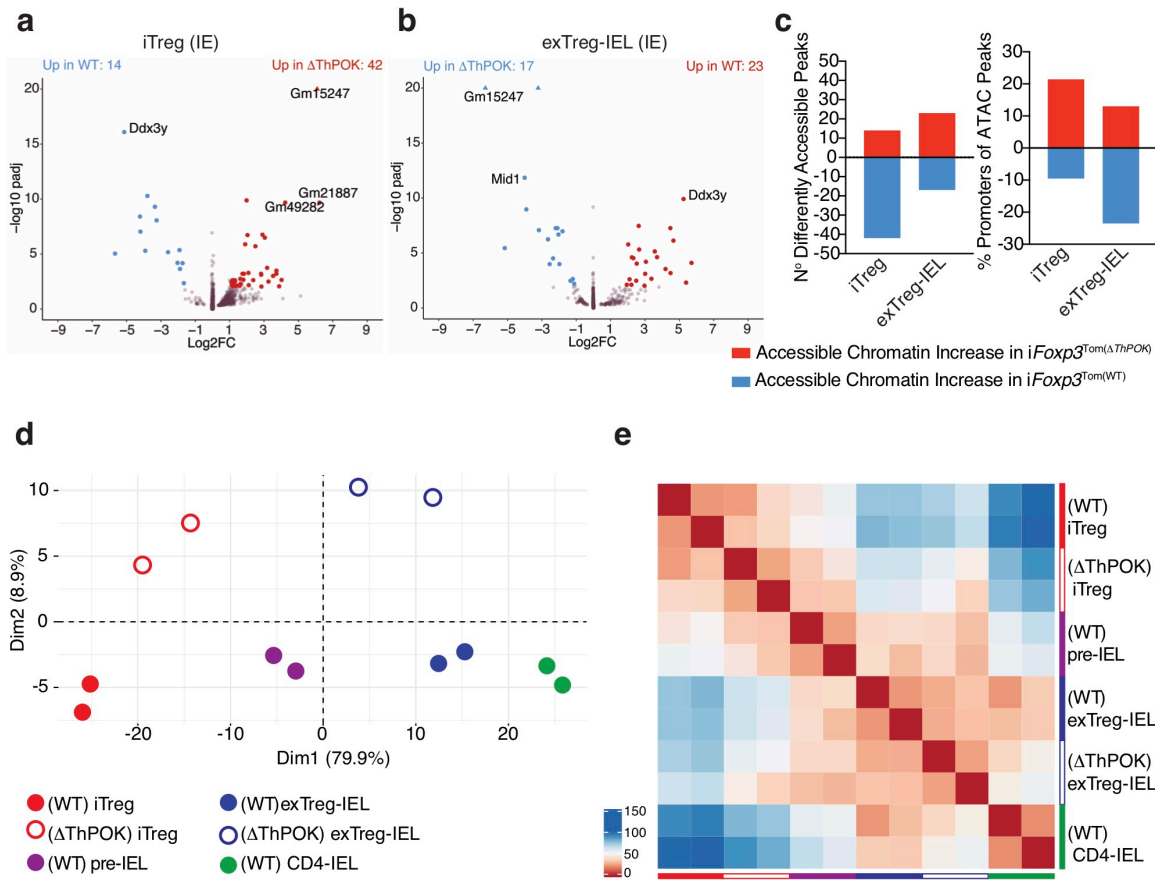 a
iTreg (IE)
Up in WT: 14
Up in ΔThPOK: 42
Gm15247
Ddx3y
Gm21887
Gm49282
−log10 padj
20
15
10
5
0
−9
−7
−5
−3
−1
1
3
5
7
9
Log2FC
b
exTreg-IEL (IE)
Up in ΔThPOK: 17
Up in WT: 23
Gm15247
Mid1
Ddx3y
−log10 padj
20
15
10
5
0
−9
−7
−5
−3
−1
1
3
5
7
9
Log2FC
c
Nº Differently Accessible Peaks
50
40
30
20
10
0
-10
-20
-30
-40
-50
iTreg
exTreg-IEL
% Promoters of ATAC Peaks
30
20
10
0
-10
-20
-30
iTreg
exTreg-IEL
Accessible Chromatin Increase in iFoxp3Tom(ΔThPOK)
Accessible Chromatin Increase in iFoxp3Tom(WT)
d
Dim2 (8.9%)
10
5
0
-5
-20
-10
0
10
20
Dim1 (79.9%)
(WT) iTreg
(ΔThPOK) iTreg
(WT) pre-IEL
(WT)exTreg-IEL
(ΔThPOK) exTreg-IEL
(WT) CD4-IEL
e
(WT)
iTreg
(ΔThPOK)
iTreg
(WT)
pre-IEL
(WT)
exTreg-IEL
(ΔThPOK)
exTreg-IEL
(WT)
CD4-IEL
150
100
50
0